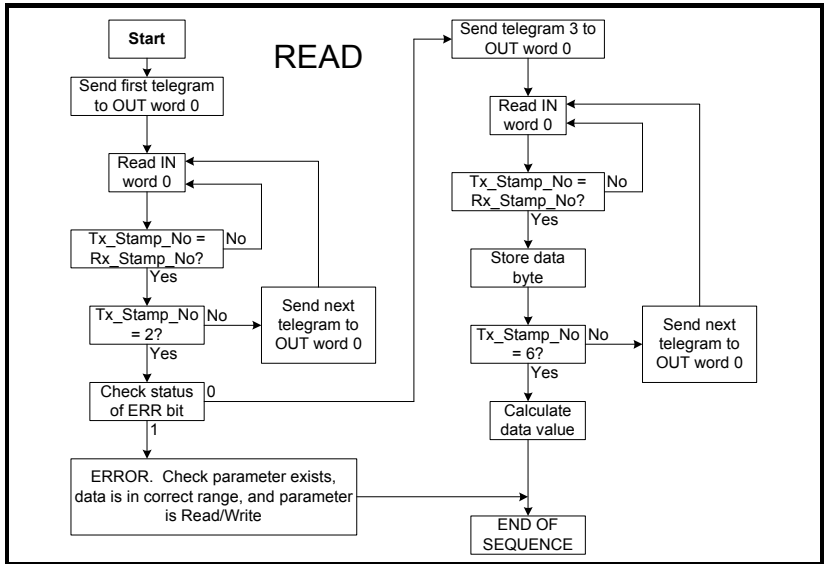 Start
READ
Send first telegram
to OUT word 0
Read IN
word 0
Tx_Stamp_No =
Rx_Stamp_No?
No
Yes
Tx_Stamp_No
= 2?
No
Send next
telegram to
OUT word 0
Yes
Check status
of ERR bit
0
1
ERROR. Check parameter exists,
data is in correct range, and parameter
is Read/Write
Send telegram 3 to
OUT word 0
Read IN
word 0
Tx_Stamp_No =
Rx_Stamp_No?
No
Yes
Store data
byte
Tx_Stamp_No
= 6?
No
Send next
telegram to
OUT word 0
Yes
Calculate
data value
END OF
SEQUENCE